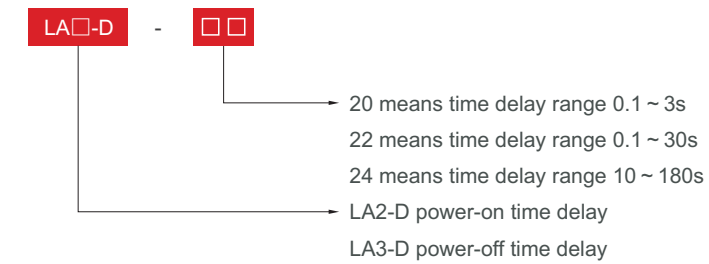 LA□-D - □□
20 means time delay range 0.1 ~ 3s
22 means time delay range 0.1 ~ 30s
24 means time delay range 10 ~ 180s
LA2-D power-on time delay
LA3-D power-off time delay